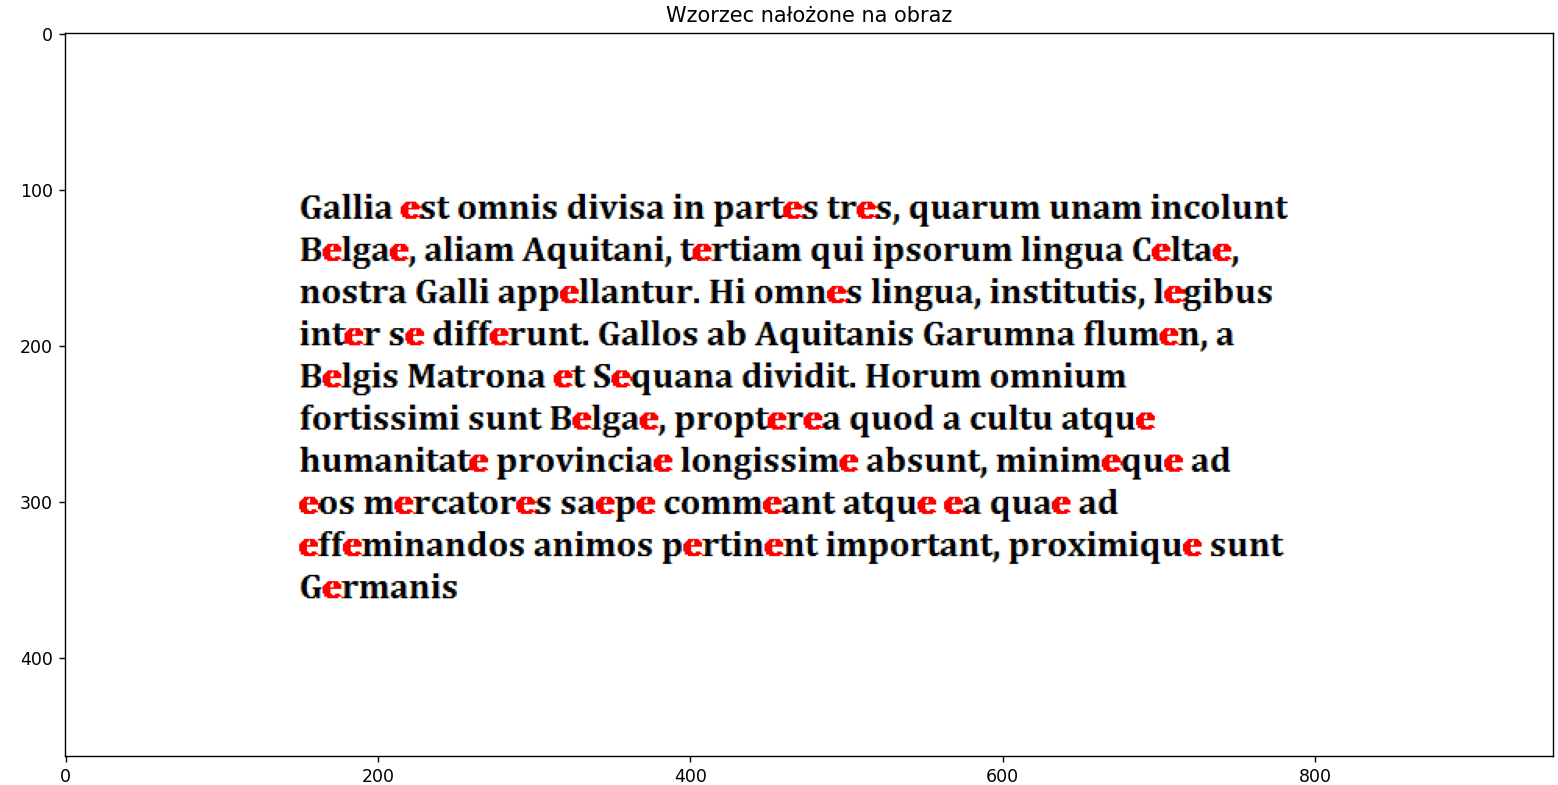 Wzorzec nałożone na obraz
0
100
200
300
400
Gallia est omnis divisa in partes tres, quarum unam incolunt
Belgae, aliam Aquitani, tertiam qui ipsorum lingua Celtae,
nostra Galli appellantur. Hi omnes lingua, institutis, legibus
inter se differunt. Gallos ab Aquitanis Garumna flumen, a
Belgis Matrona et Sequana dividit. Horum omnium
fortissimi sunt Belgae, propterea quod a cultu atque
humanitate provinciae longissime absunt, minimeque ad
eos mercatores saepe commeant atque ea quae ad
effeminandos animos pertinent important, proximique sunt
Germanis
0 200 400 600 800